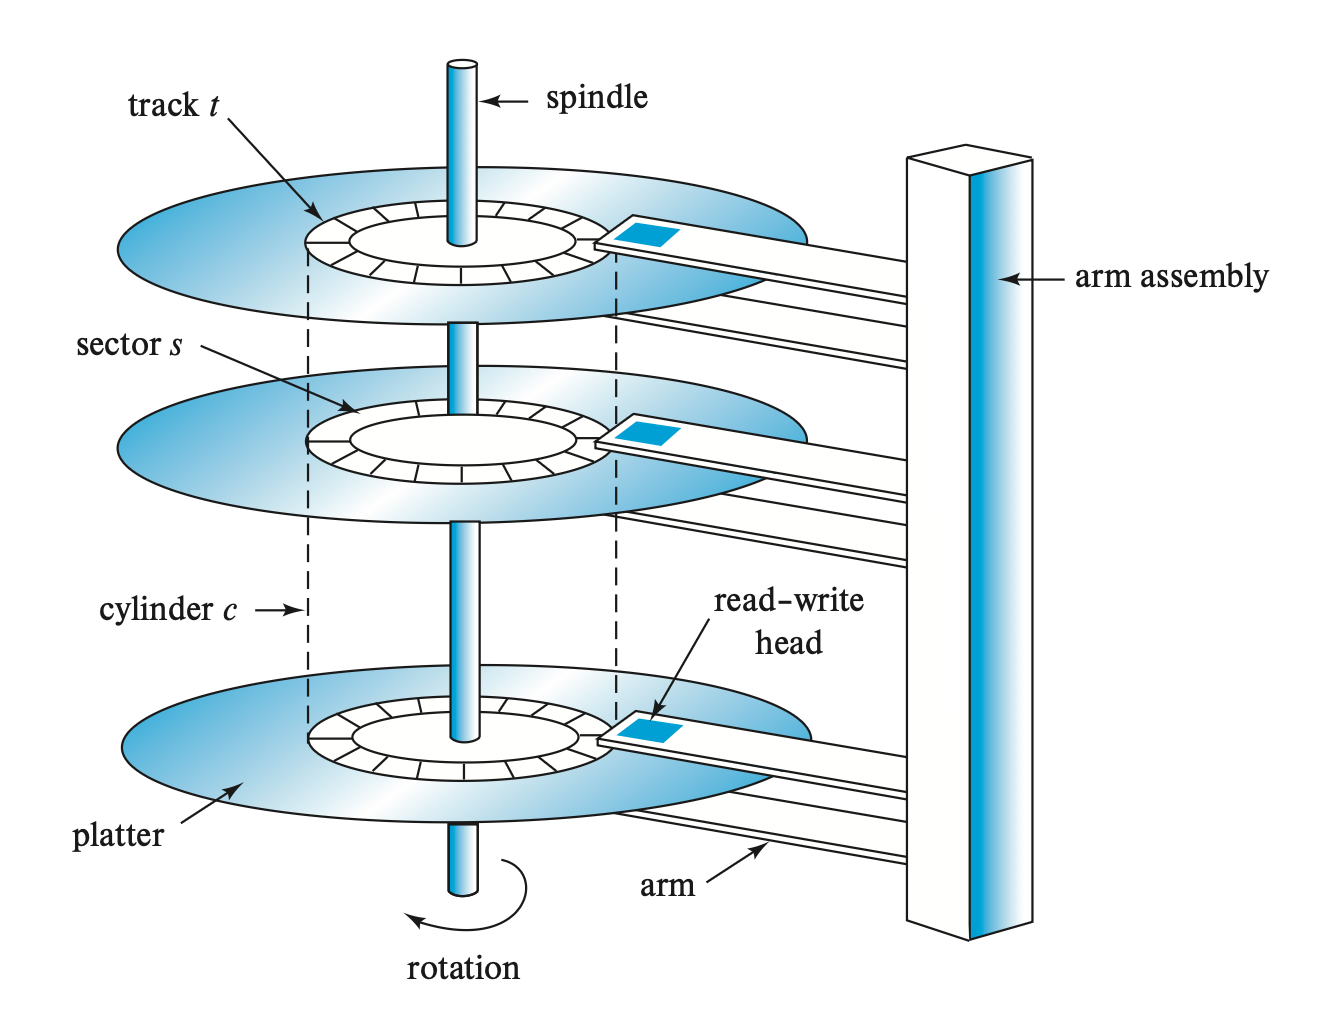 track t
spindle
arm assembly
sector s
cylinder c
read-write
head
platter
arm
rotation